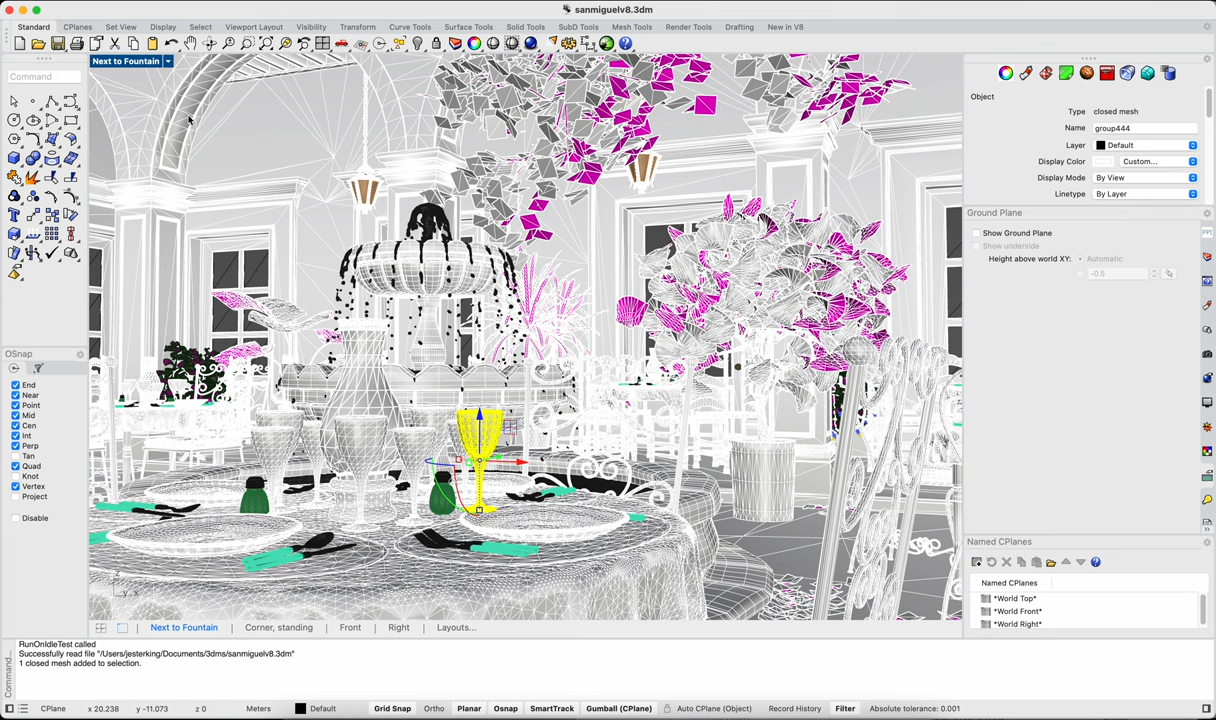 sanmiguelv8.3dm
Standard CPlanes Set View Display Select Viewport Layout Visibility Transform Curve Tools Surface Tools Solid Tools SubD Tools Mesh Tools Render Tools Drafting New in V8
Next to Fountain
Command
Object
Type closed mesh
Name group444
Layer Default
Display Color Custom...
Display Mode By View
Linetype By Layer
Ground Plane
Show Ground Plane
Show underside
Height above world XY: Automatic
-0.5
OSnap
End
Near
Point
Mid
Cen
Int
Perp
Tan
Quad
Knot
Vertex
Project
Disable
Named CPlanes
Named CPlanes
*World Top*
*World Front*
*World Right*
Next to Fountain Corner, standing Front Right Layouts...
RunOnIdleTest called
Successfully read file "/Users/jesterking/Documents/3dms/sanmiguelv8.3dm"
1 closed mesh added to selection.
Command...
CPlane x 20.238 y -11.073 z 0 Meters Default Grid Snap Ortho Planar Osnap SmartTrack Gumball (CPlane) Auto CPlane (Object) Record History Filter Absolute tolerance: 0.001